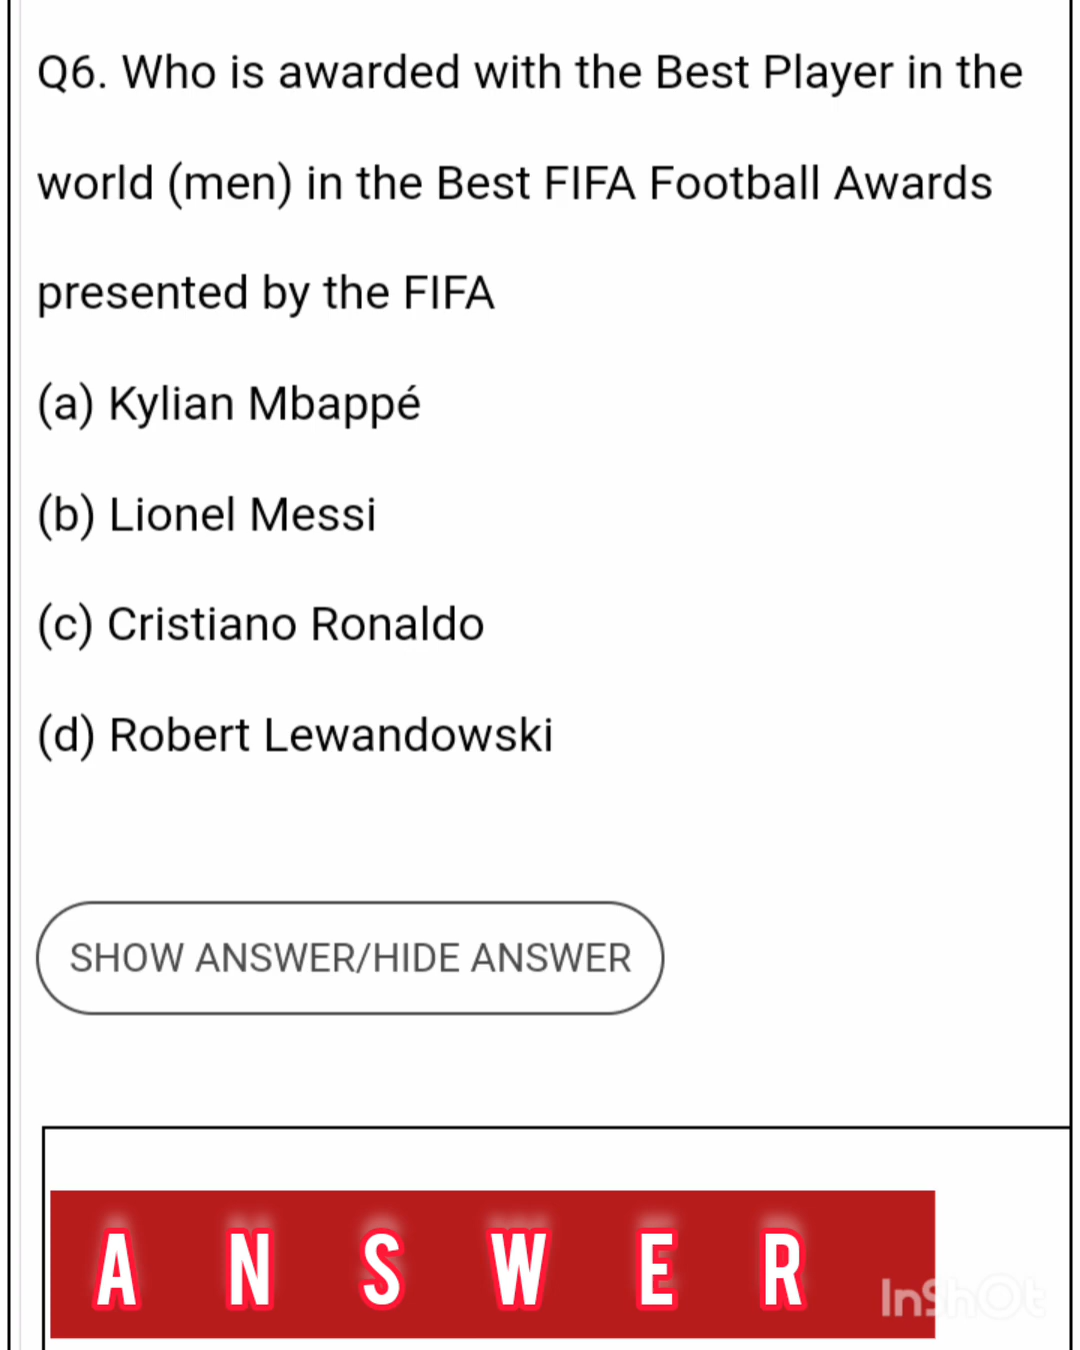 Q6. Who is awarded with the Best Player in the
world (men) in the Best FIFA Football Awards
presented by the FIFA
(a) Kylian Mbappé
(b) Lionel Messi
(c) Cristiano Ronaldo
(d) Robert Lewandowski
SHOW ANSWER/HIDE ANSWER
A N S W E R
InShOt